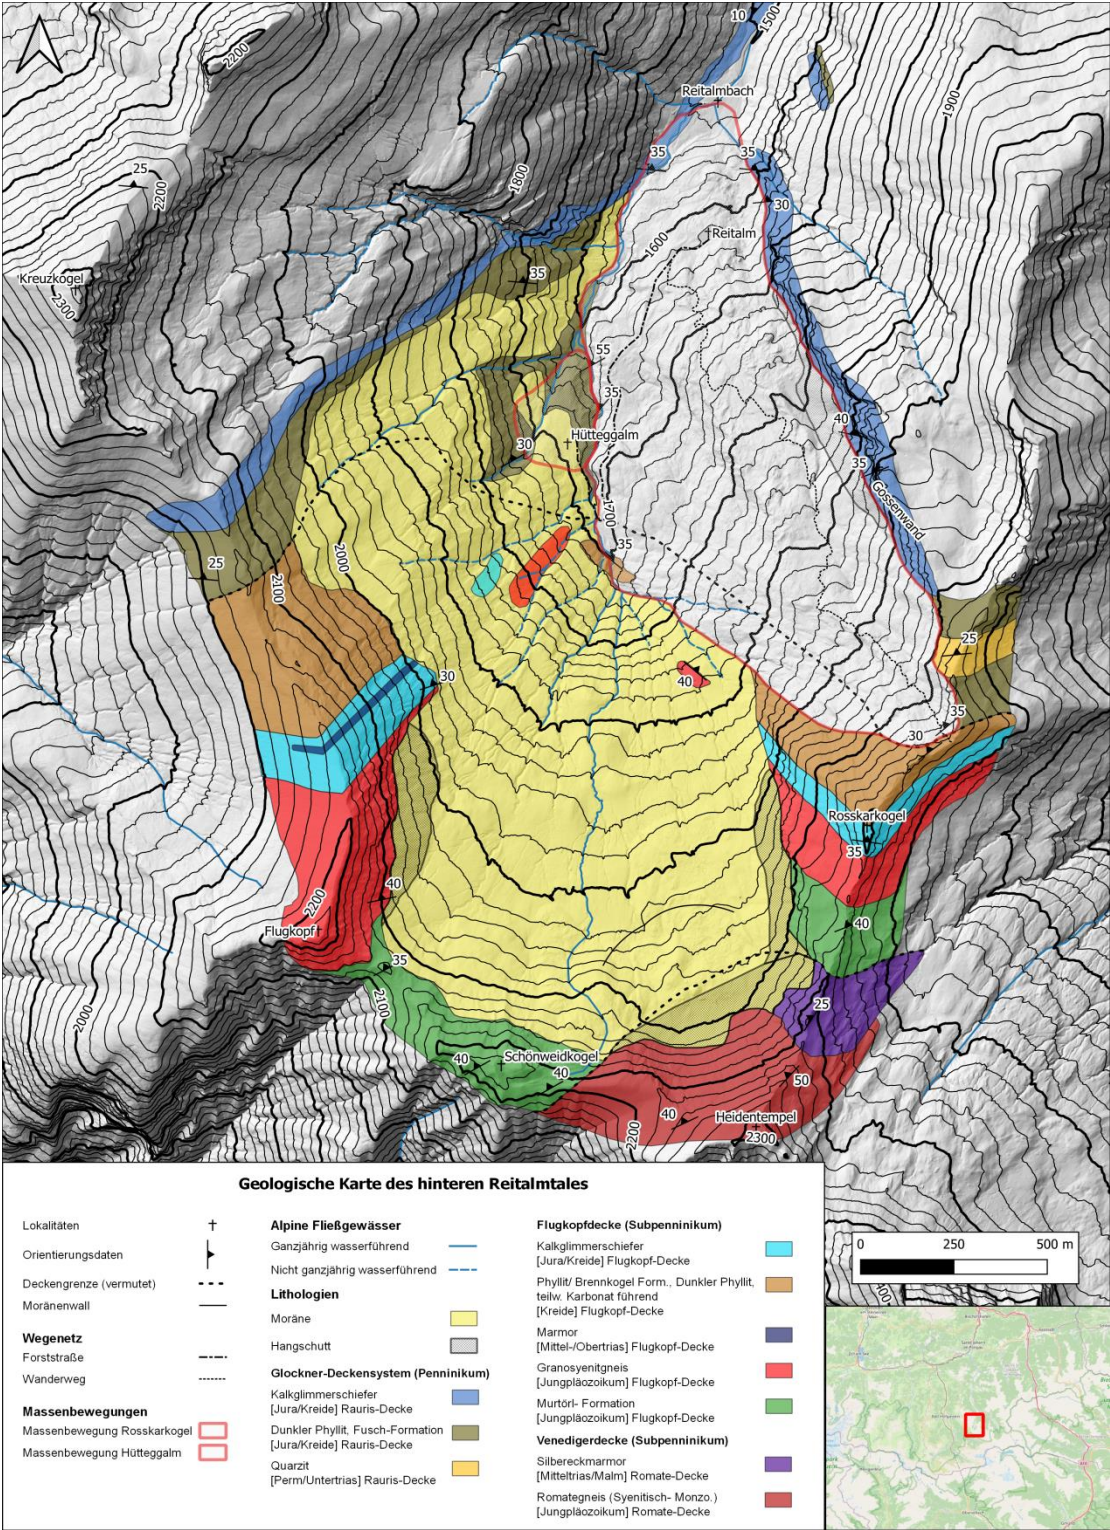 10
1500
2200
Reitalmbach
1900
35
35
25
2200
1800
30
Reitalm
1600
35
Kreuzkogel
2300
55
35
40
Hütteggalm
30
35
Gossenwand
1700
2000
35
25
2100
25
30
40
35
30
Rosskarkogel
35
2200
40
40
Flugkopf
35
2100
2000
25
Schönweidkogel
40
40
50
40
Heidentempel
2200
2300
Geologische Karte des hinteren Reitalmtales
Lokalitäten
Orientierungsdaten
Deckengrenze (vermutet)
Moränenwall
Wegenetz
Forststraße
Wanderweg
Massenbewegungen
Massenbewegung Rosskarkogel
Massenbewegung Hütteggalm
Alpine Fließgewässer
Ganzjährig wasserführend
Nicht ganzjährig wasserführend
Lithologien
Moräne
Hangschutt
Glockner-Deckensystem (Penninikum)
Kalkglimmerschiefer
[Jura/Kreide] Rauris-Decke
Dunkler Phyllit, Fusch-Formation
[Jura/Kreide] Rauris-Decke
Quarzit
[Perm/Untertrias] Rauris-Decke
Flugkopfdecke (Subpenninikum)
Kalkglimmerschiefer
[Jura/Kreide] Flugkopf-Decke
Phyllit/ Brennkogel Form., Dunkler Phyllit,
teilw. Karbonat führend
[Kreide] Flugkopf-Decke
Marmor
[Mittel-/Obertrias] Flugkopf-Decke
Granosyenitgneis
[Jungpläozoikum] Flugkopf-Decke
Murtörl- Formation
[Jungpläozoikum] Flugkopf-Decke
Venedigerdecke (Subpenninikum)
Silbereckmarmor
[Mitteltrias/Malm] Romate-Decke
Romategneis (Syenitisch- Monzo.)
[Jungpläozoikum] Romate-Decke
0 250 500 m